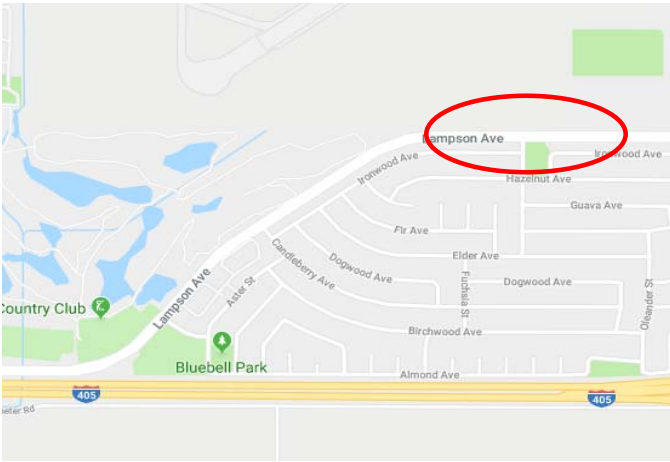 Lampson Ave
Ironwood Ave
Ironwood Ave
Hazelnut Ave
Guava Ave
Fir Ave
Elder Ave
Candleberry Ave
Dogwood Ave
Dogwood Ave
Fuchsia St
Oleander St
Lampson Ave
Aster St
Country Club
Birchwood Ave
Bluebell Park
Almond Ave
405
405
eter Rd